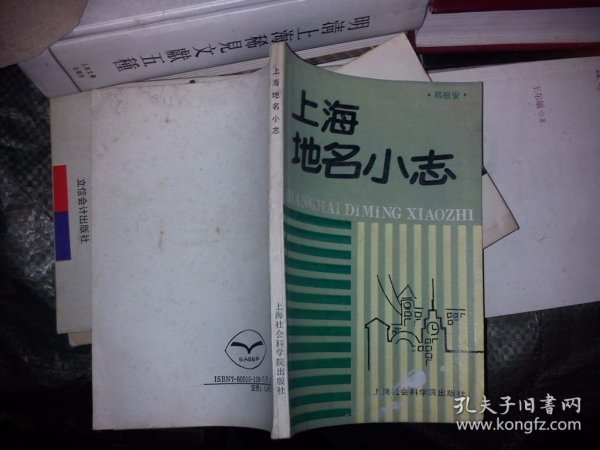 明清上海稀見文獻五種
上海地名小志
上海社会科学院出版社
·郑祖安·
上海
地名小志
SHANGHAI DIMING XIAOZHI
上海社会科学院出版社
立信会计出版社
SASSP
孔夫子旧书网
www.kongfz.com